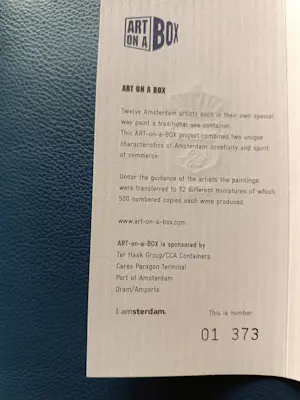 ART
ON A BOX
ART ON A BOX
Twelve Amsterdam artists each in their own special
way paint a traditional sea container.
This ART-on-a-BOX project combines two unique
characteristics of Amsterdam: creativity and spirit
of commerce.
Under the guidance of the artists the paintings
were transferred to 12 different miniatures of which
500 numbered copies each were produced.
www.art-on-a-box.com
ART-on-a-BOX is sponsored by
Ter Haak Group/CCA Containers
Ceres Paragon Terminal
Port of Amsterdam
Oram/Amports
I amsterdam.
This is number
01 373